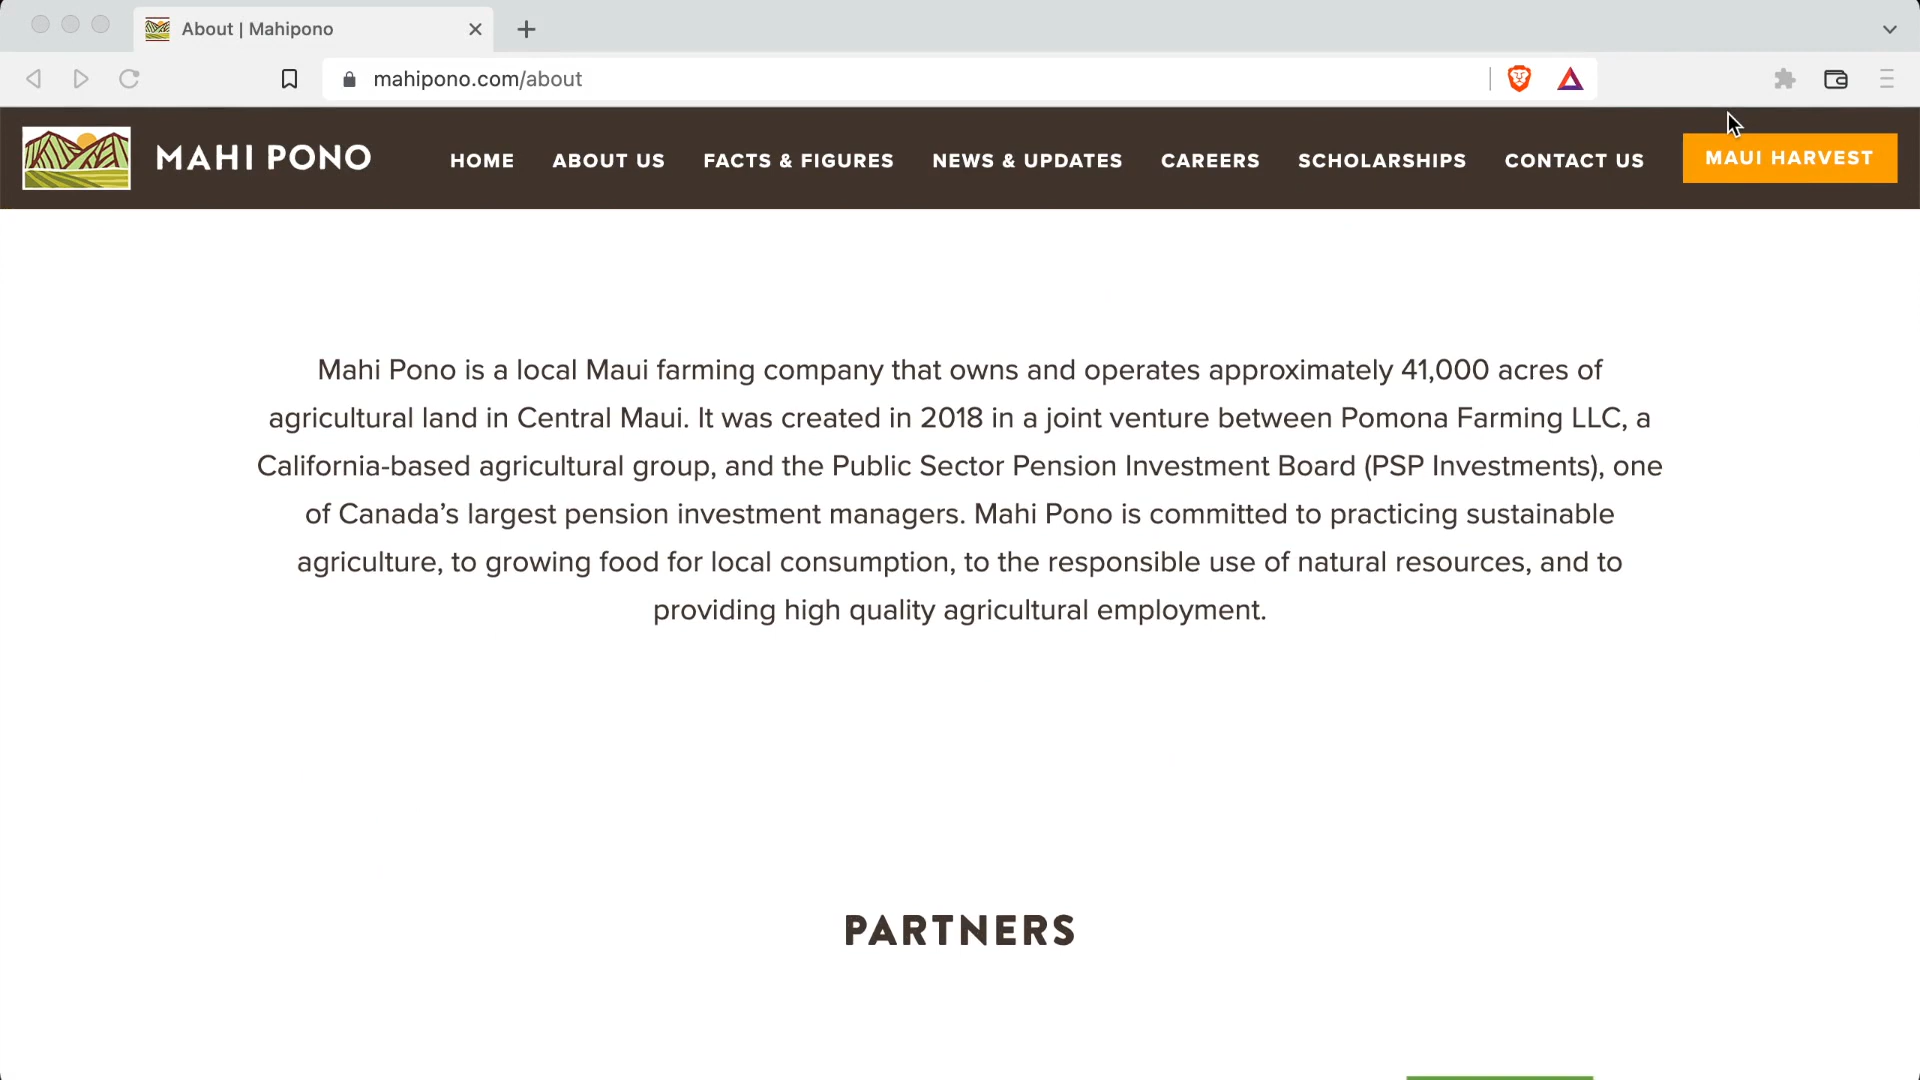 About | Mahipono
mahipono.com/about
MAHI PONO
HOME ABOUT US FACTS & FIGURES NEWS & UPDATES CAREERS SCHOLARSHIPS CONTACT US MAUI HARVEST
Mahi Pono is a local Maui farming company that owns and operates approximately 41,000 acres of
agricultural land in Central Maui. It was created in 2018 in a joint venture between Pomona Farming LLC, a
California-based agricultural group, and the Public Sector Pension Investment Board (PSP Investments), one
of Canada’s largest pension investment managers. Mahi Pono is committed to practicing sustainable
agriculture, to growing food for local consumption, to the responsible use of natural resources, and to
providing high quality agricultural employment.
PARTNERS